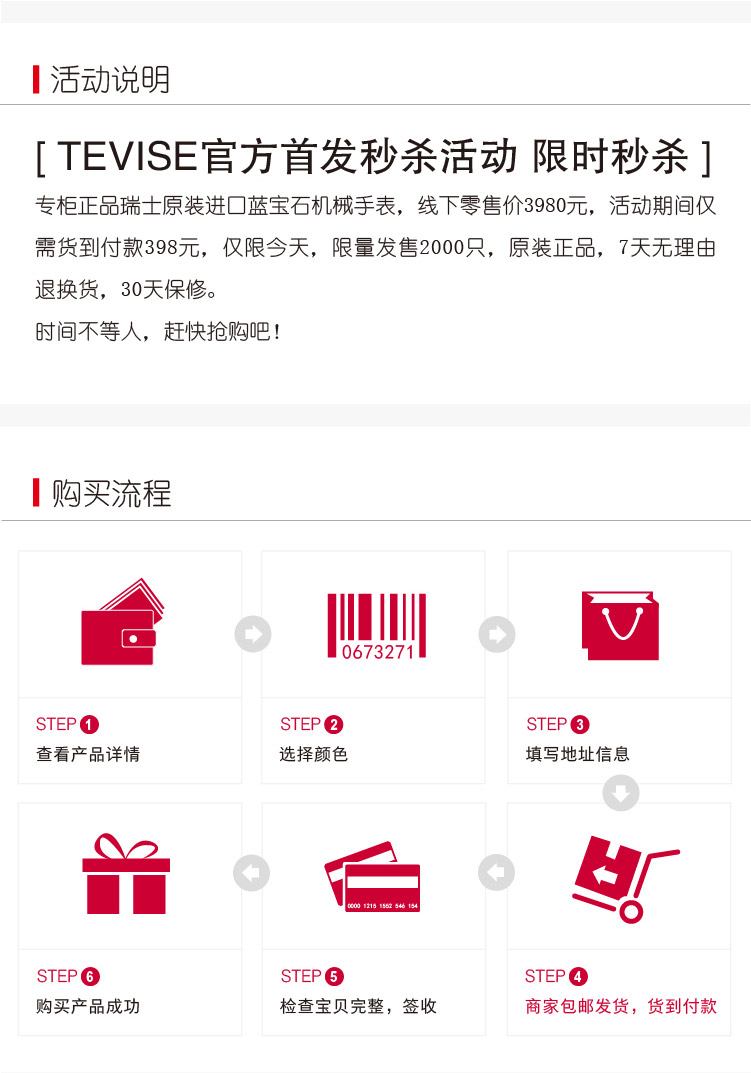 活动说明
[ TEVISE官方首发秒杀活动 限时秒杀 ]
专柜正品瑞士原装进口蓝宝石机械手表，线下零售价3980元，活动期间仅
需货到付款398元，仅限今天，限量发售2000只，原装正品，7天无理由
退换货，30天保修。
时间不等人，赶快抢购吧！
购买流程
0673271
STEP 1
查看产品详情
STEP 2
选择颜色
STEP 3
填写地址信息
0000 1215 1552 546 154
STEP 6
购买产品成功
STEP 5
检查宝贝完整，签收
STEP 4
商家包邮发货，货到付款